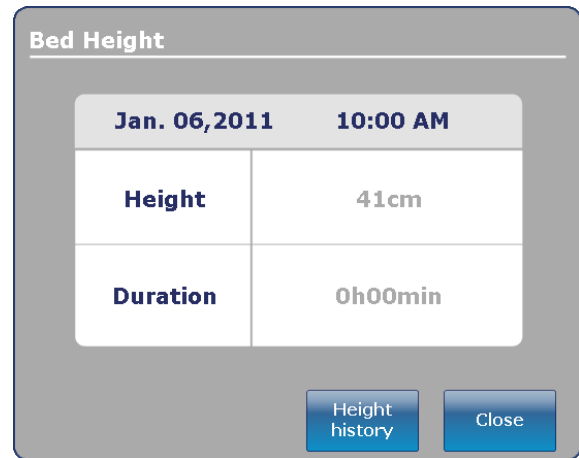 Bed Height
Jan. 06,2011 10:00 AM
Height 41cm
Duration 0h00min
Height
history
Close